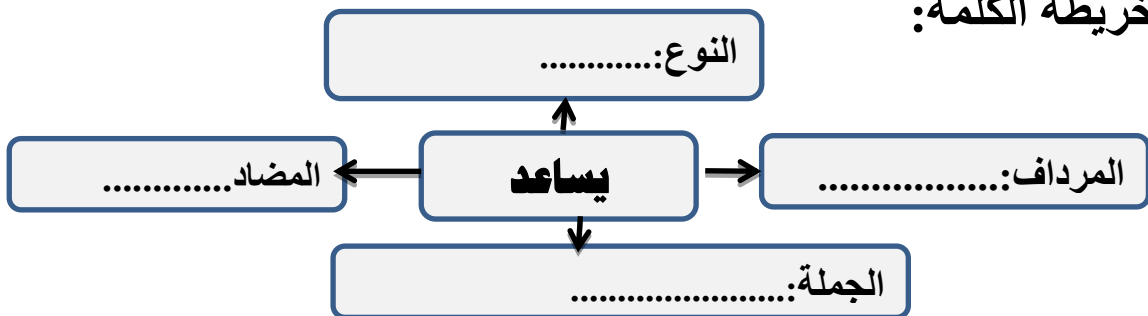 خريطة الكلمة:
النوع:............
المرداف:.................
يساعد
المضاد.............
الجملة:......................